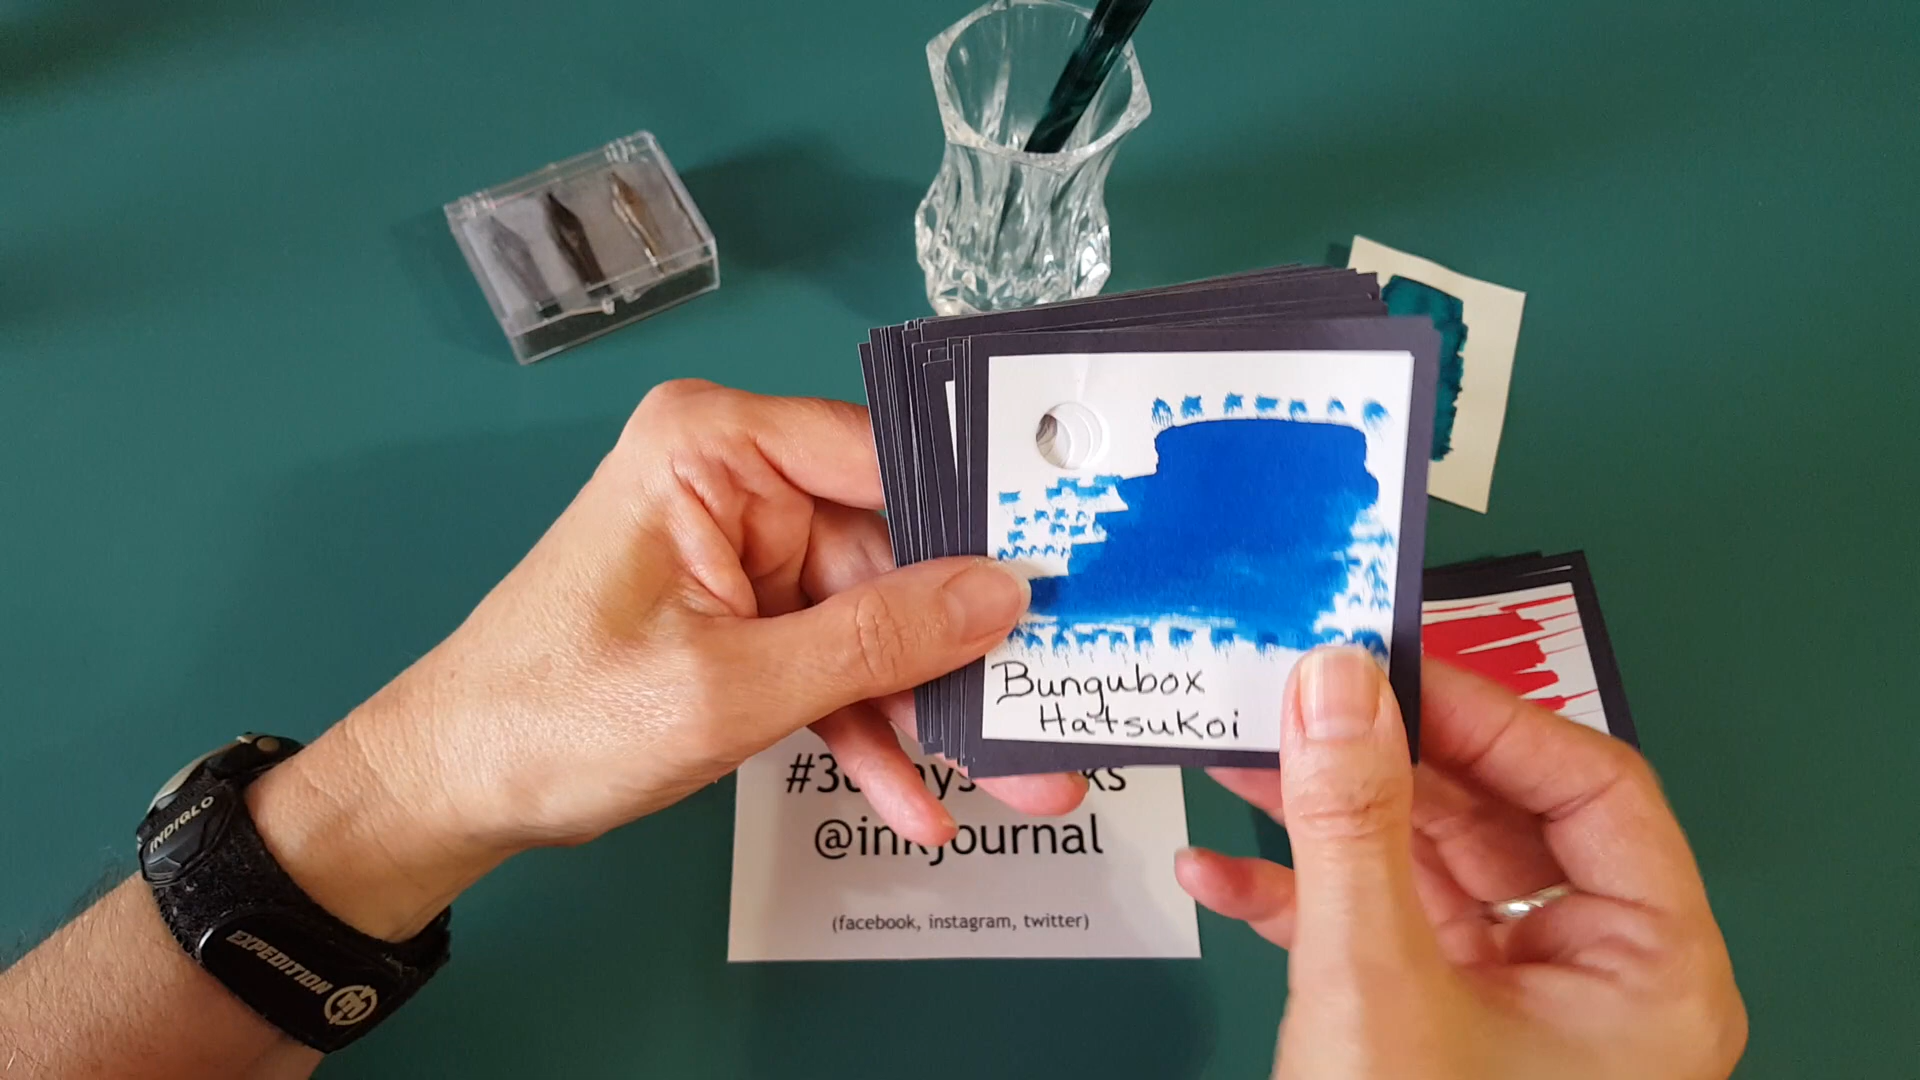 Bungubox
Hatsukoi
@inkjournal
(facebook, instagram, twitter)
INDIGLO
EXPEDITION